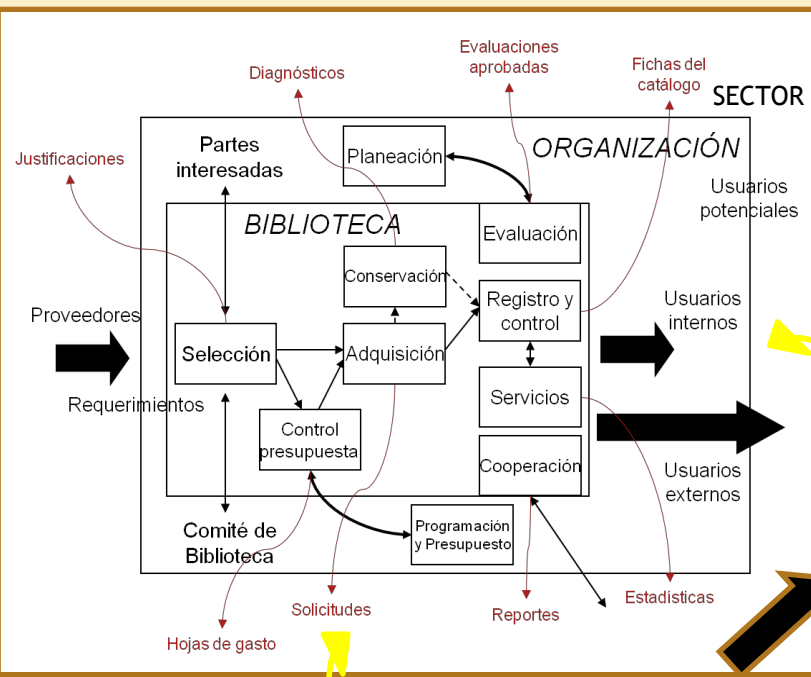 Evaluaciones
aprobadas
Diagnósticos
Fichas del
catálogo
SECTOR
Justificaciones
Partes
interesadas
Planeación
ORGANIZACIÓN
Usuarios
potenciales
BIBLIOTECA
Evaluación
Conservación
Registro y
control
Proveedores
Usuarios
internos
Selección
Adquisición
Requerimientos
Servicios
Control
presupuesta
Cooperación
Usuarios
externos
Comité de
Biblioteca
Programación
y Presupuesto
Solicitudes
Reportes
Estadísticas
Hojas de gasto